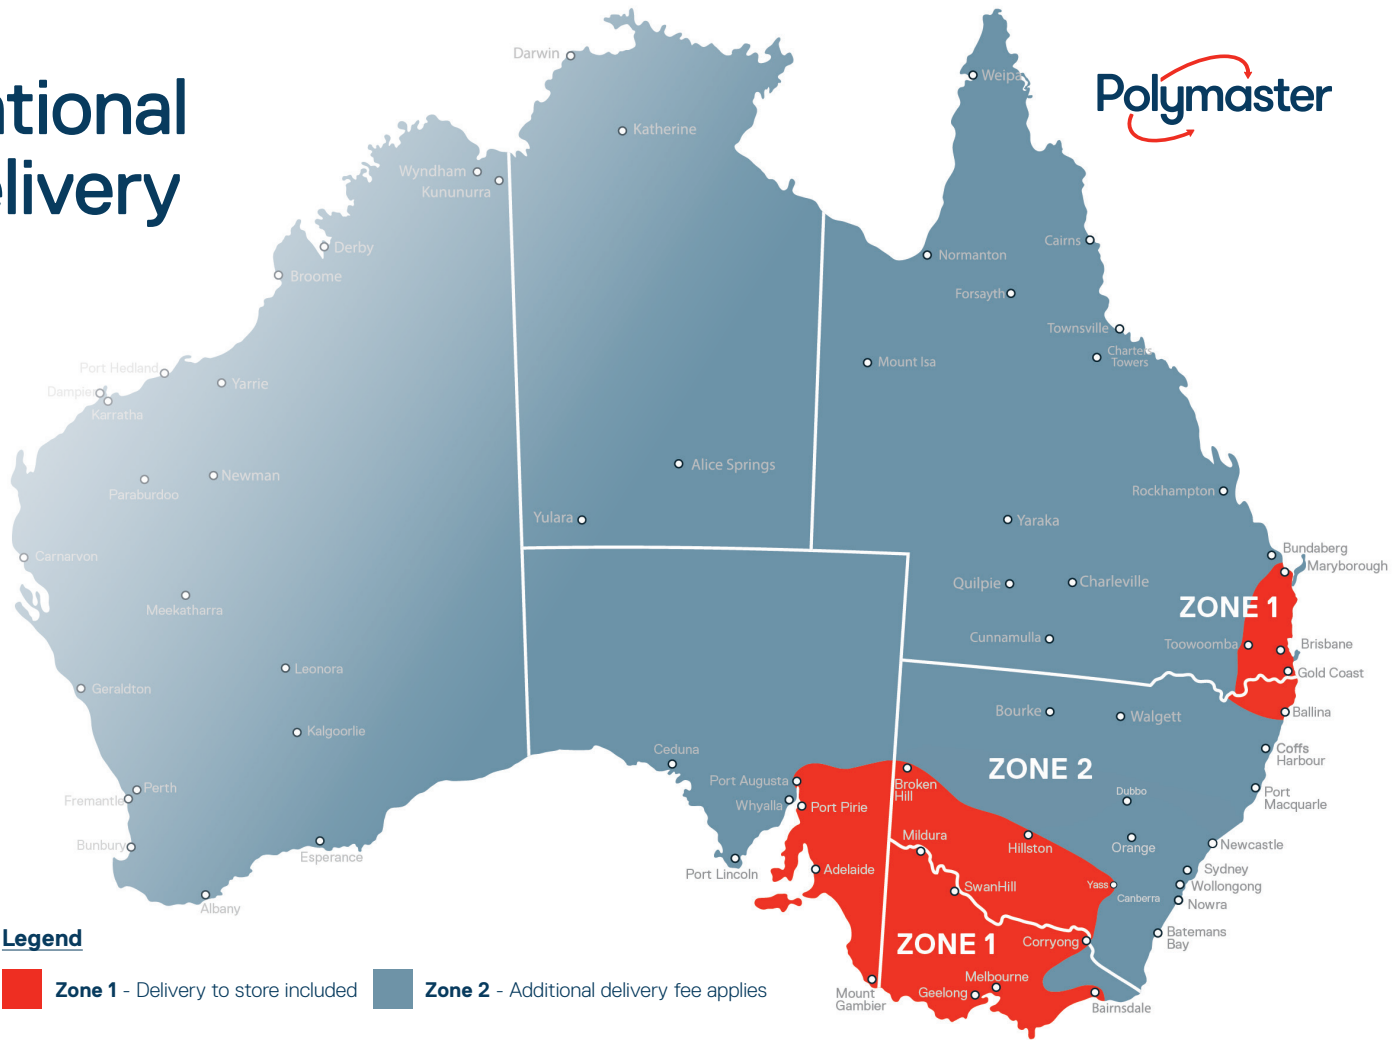 ational
elivery
Polymaster
Darwin
Weipa
Katherine
Wyndham
Kununurra
Derby
Broome
Cairns
Normanton
Forsayth
Townsville
Charters
Towers
Mount Isa
Port Hedland
Yarrie
Dampier
Karratha
Alice Springs
Newman
Paraburdoo
Rockhampton
Yulara
Yaraka
Carnarvon
Bundaberg
Maryborough
Quilpie
Charleville
Meekatharra
ZONE 1
Cunnamulla
Toowoomba
Brisbane
Leonora
Gold Coast
Geraldton
Bourke
Walgett
Ballina
Kalgoorlie
Ceduna
Coffs
Harbour
ZONE 2
Port Augusta
Broken
Hill
Perth
Fremantle
Whyalla
Port Pirie
Dubbo
Port
Macquarle
Mildura
Hillston
Orange
Newcastle
Bunbury
Esperance
Port Lincoln
Adelaide
SwanHill
Yass
Canberra
Sydney
Wollongong
Nowra
Albany
Batemans
Bay
Legend
ZONE 1
Corryong
Melbourne
Geelong
Mount
Gambier
Bairnsdale
Zone 1 - Delivery to store included
Zone 2 - Additional delivery fee applies